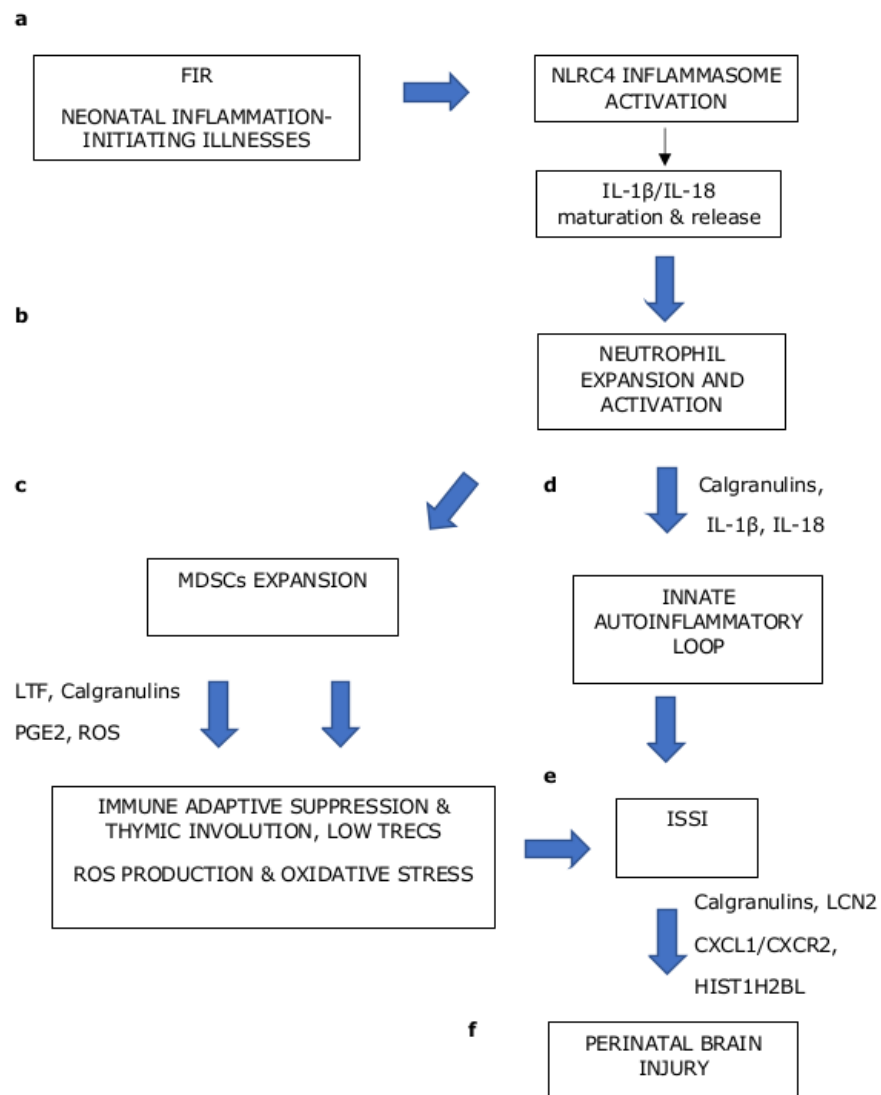 a
FIR
NEONATAL INFLAMMATION-
INITIATING ILLNESSES
NLRC4 INFLAMMASOME
ACTIVATION
IL-1β/IL-18
maturation & release
b
NEUTROPHIL
EXPANSION AND
ACTIVATION
c
MDSCs EXPANSION
LTF, Calgranulins
PGE2, ROS
IMMUNE ADAPTIVE SUPPRESSION &
THYMIC INVOLUTION, LOW TRECS
ROS PRODUCTION & OXIDATIVE STRESS
d
Calgranulins,
IL-1β, IL-18
INNATE
AUTOINFLAMMATORY
LOOP
e
ISSI
Calgranulins, LCN2
CXCL1/CXCR2,
HIST1H2BL
f
PERINATAL BRAIN
INJURY